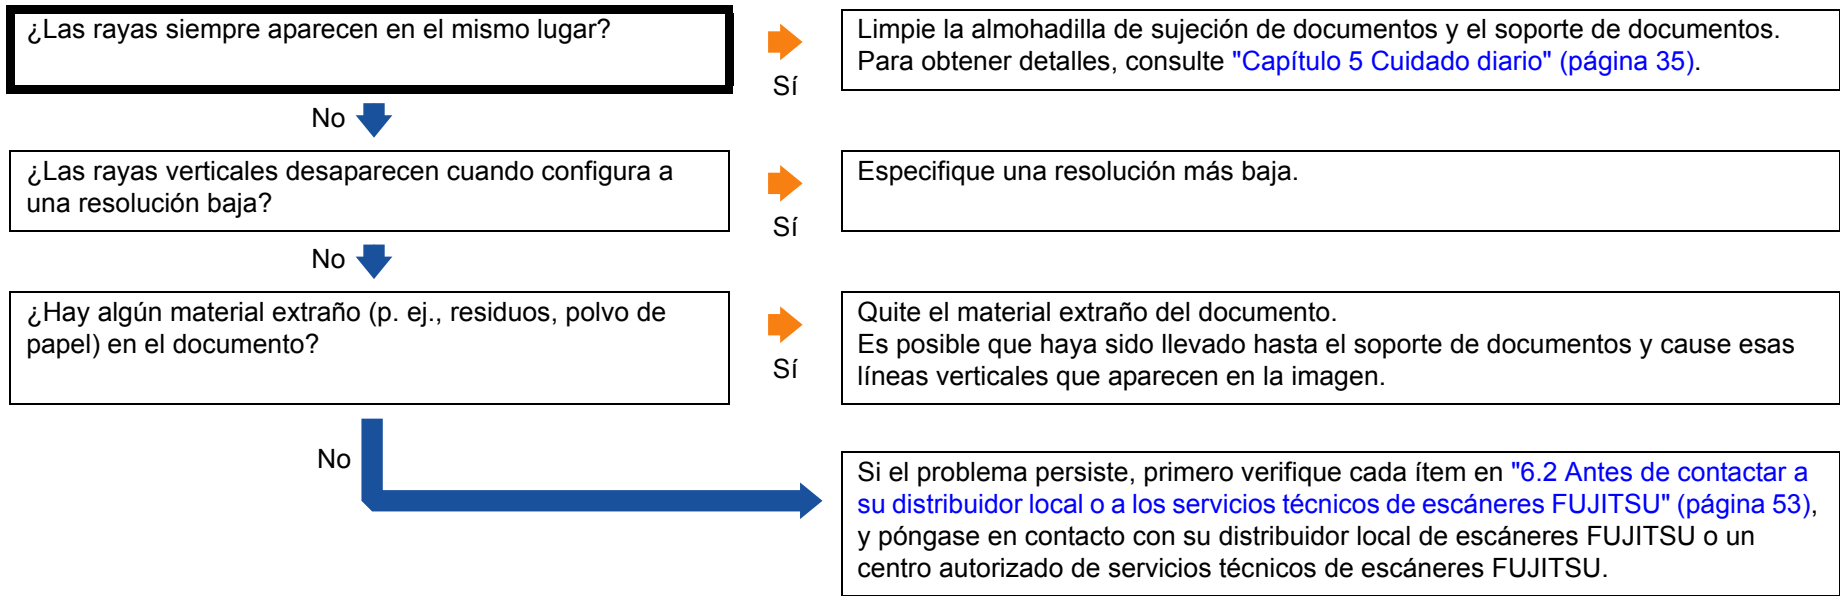 ¿Las rayas siempre aparecen en el mismo lugar?
Sí
Limpie la almohadilla de sujeción de documentos y el soporte de documentos.
Para obtener detalles, consulte "Capítulo 5 Cuidado diario" (página 35).
No
¿Las rayas verticales desaparecen cuando configura a
una resolución baja?
Sí
Especifique una resolución más baja.
No
¿Hay algún material extraño (p. ej., residuos, polvo de
papel) en el documento?
Sí
Quite el material extraño del documento.
Es posible que haya sido llevado hasta el soporte de documentos y cause esas
líneas verticales que aparecen en la imagen.
No
Si el problema persiste, primero verifique cada ítem en "6.2 Antes de contactar a
su distribuidor local o a los servicios técnicos de escáneres FUJITSU" (página 53),
y póngase en contacto con su distribuidor local de escáneres FUJITSU o un
centro autorizado de servicios técnicos de escáneres FUJITSU.